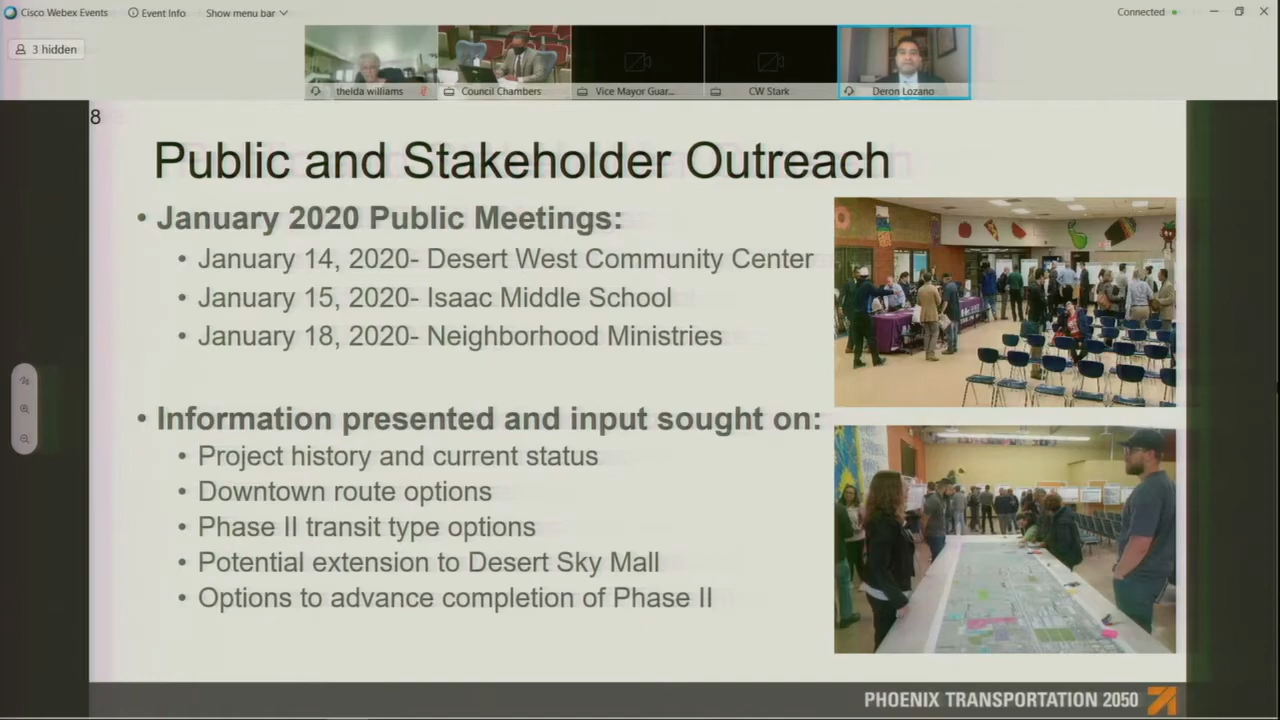 Cisco Webex Events
Event Info
Show menu bar
Connected
3 hidden
thelda williams
Council Chambers
Vice Mayor Guar...
CW Stark
Deron Lozano
8
Public and Stakeholder Outreach
• January 2020 Public Meetings:
• January 14, 2020- Desert West Community Center
• January 15, 2020- Isaac Middle School
• January 18, 2020- Neighborhood Ministries
• Information presented and input sought on:
• Project history and current status
• Downtown route options
• Phase II transit type options
• Potential extension to Desert Sky Mall
• Options to advance completion of Phase II
PHOENIX TRANSPORTATION 2050